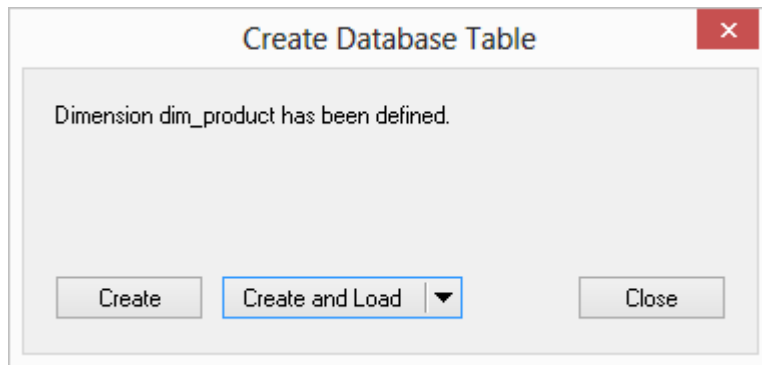 Create Database Table
Dimension dim_product has been defined.
Create
Create and Load
Close